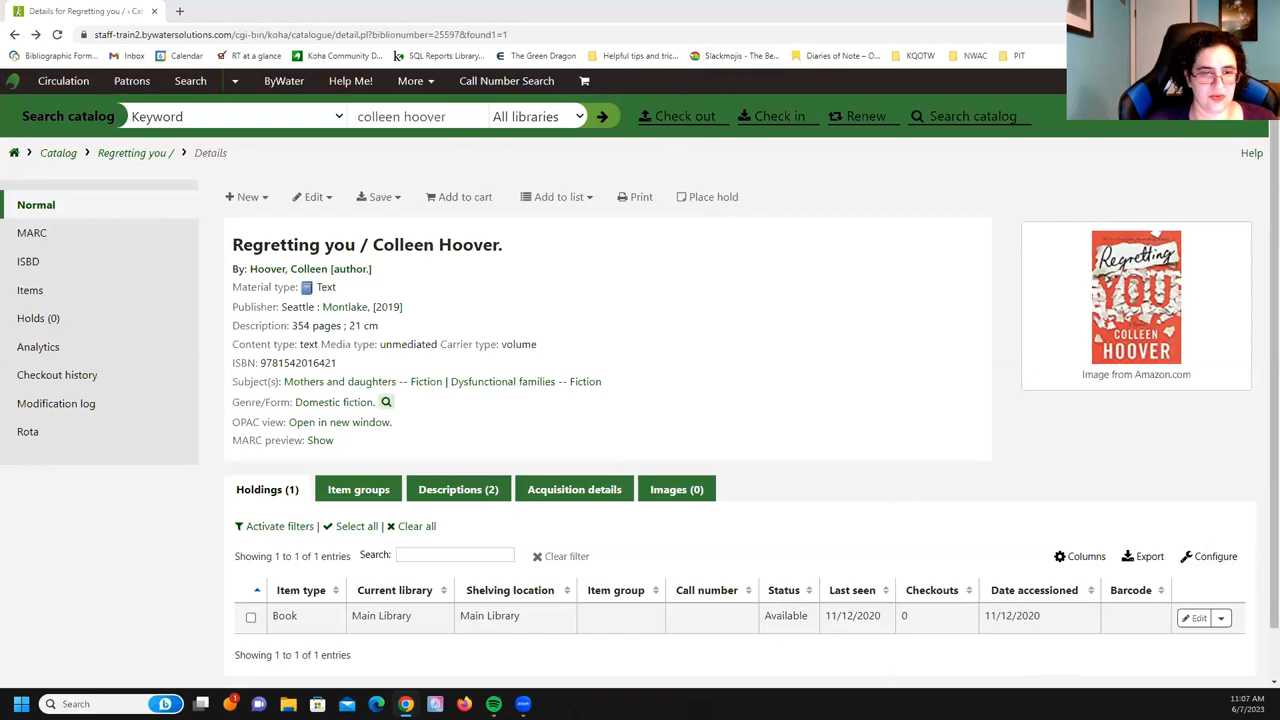 Details for Regretting you / ‹ Cat
staff-train2.bywatersolutions.com/cgi-bin/koha/catalogue/detail.pl?biblionumber=25597&found1=1
Bibliographic Form... Inbox Calendar RT at a glance Koha Community D... SQL Reports Library... The Green Dragon Helpful tips and tric... Slackmojis - The Be... Diaries of Note – O... KQOTW NWAC PIT
Circulation Patrons Search ByWater Help Me! More Call Number Search
Search catalog Keyword colleen hoover All libraries Check out Check in Renew Search catalog
Catalog Regretting you / Details Help
Normal
MARC
ISBD
Items
Holds (0)
Analytics
Checkout history
Modification log
Rota
New Edit Save Add to cart Add to list Print Place hold
Regretting you / Colleen Hoover.
By: Hoover, Colleen [author.]
Material type: Text
Publisher: Seattle : Montlake, [2019]
Description: 354 pages ; 21 cm
Content type: text Media type: unmediated Carrier type: volume
ISBN: 9781542016421
Subject(s): Mothers and daughters -- Fiction | Dysfunctional families -- Fiction
Genre/Form: Domestic fiction.
OPAC view: Open in new window.
MARC preview: Show
Regretting
YOU
COLLEEN
HOOVER
Image from Amazon.com
Holdings (1) Item groups Descriptions (2) Acquisition details Images (0)
Activate filters | Select all | Clear all
Showing 1 to 1 of 1 entries Search: Clear filter Columns Export Configure
Item type Current library Shelving location Item group Call number Status Last seen Checkouts Date accessioned Barcode
Book Main Library Main Library Available 11/12/2020 0 11/12/2020 Edit
Showing 1 to 1 of 1 entries
Search
11:07 AM
6/7/2023